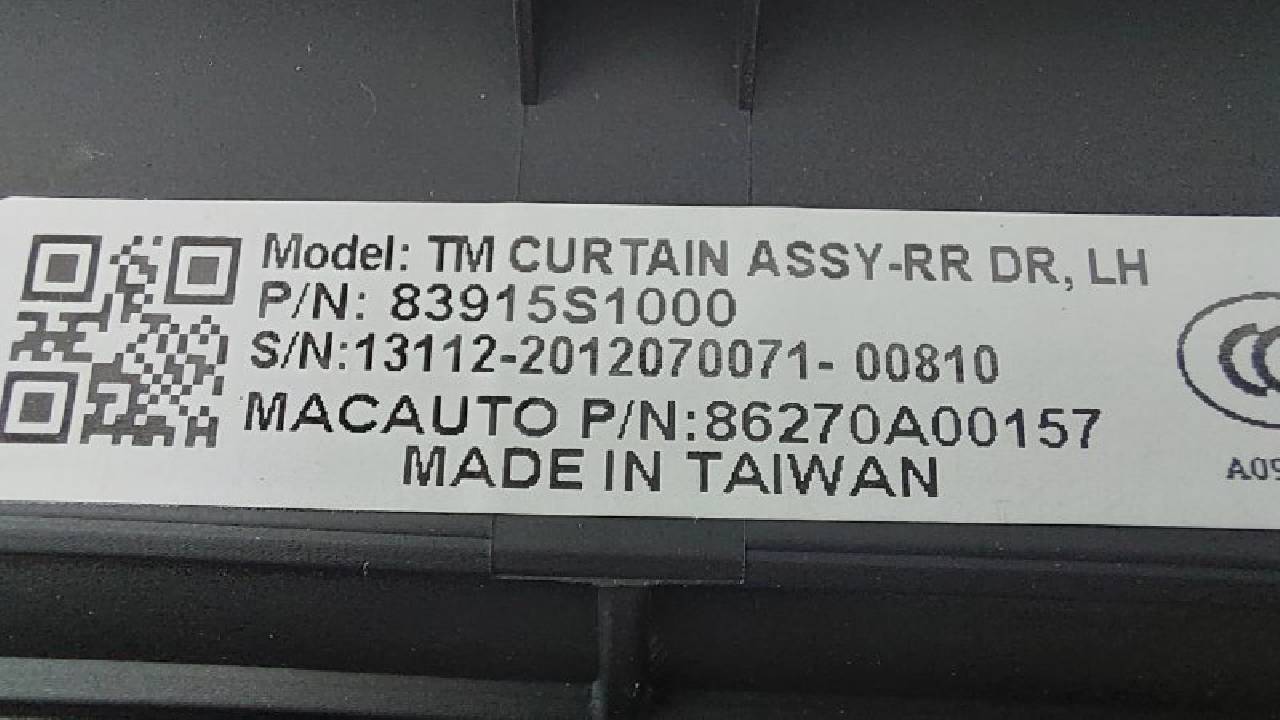 Model: TM CURTAIN ASSY-RR DR, LH
P/N: 83915S1000
S/N:13112-2012070071- 00810
MACAUTO P/N:86270A00157
MADE IN TAIWAN